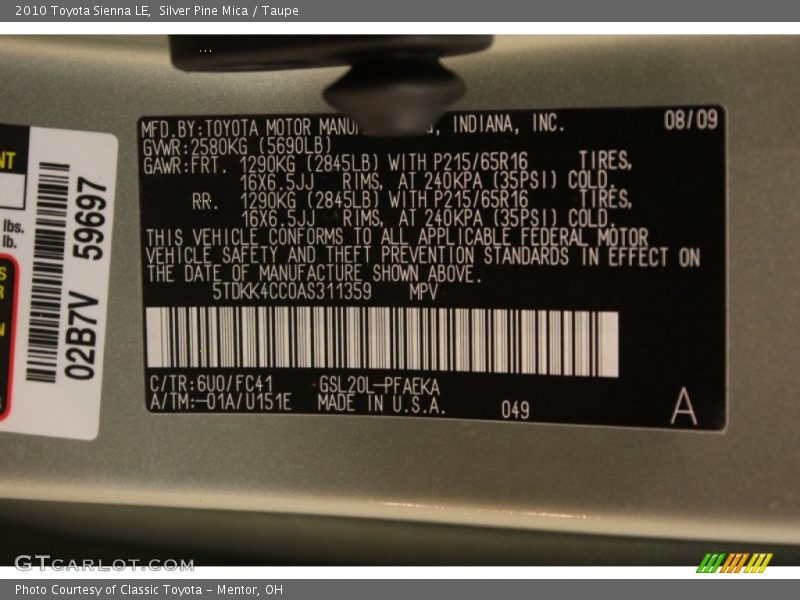 2010 Toyota Sienna LE, Silver Pine Mica / Taupe
MFD.BY:TOYOTA MOTOR INDIANA, INC. 08/09
GVWR:2580KG (5690LB)
GAWR:FRT. 1290KG (2845LB) WITH P215/65R16 TIRES,
16X6.5JJ RIMS, AT 240KPA (35PSI) COLD.
RR. 1290KG (2845LB) WITH P215/65R16 TIRES,
16X6.5JJ RIMS, AT 240KPA (35PSI) COLD.
THIS VEHICLE CONFORMS TO ALL APPLICABLE FEDERAL MOTOR
VEHICLE SAFETY AND THEFT PREVENTION STANDARDS IN EFFECT ON
THE DATE OF MANUFACTURE SHOWN ABOVE.
5TDKK4CC0AS311359 MPV
C/TR:6U0/FC41 GSL20L-PFAEKA
A/TM:-01A/U151E MADE IN U.S.A. 049 A
NT
lbs.
lb.
02B7V 59697
GTCARLOT.COM
Photo Courtesy of Classic Toyota - Mentor, OH